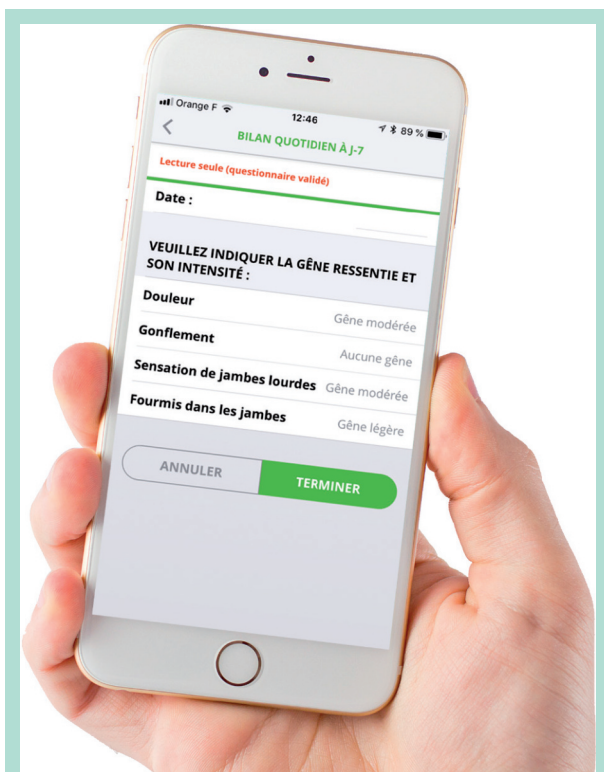 Orange F
12:46
89 %
BILAN QUOTIDIEN À J-7
Lecture seule (questionnaire validé)
Date :
VEUILLEZ INDIQUER LA GÊNE RESSENTIE ET
SON INTENSITÉ :
Douleur Gêne modérée
Gonflement Aucune gêne
Sensation de jambes lourdes Gêne modérée
Fourmis dans les jambes Gêne légère
ANNULER TERMINER